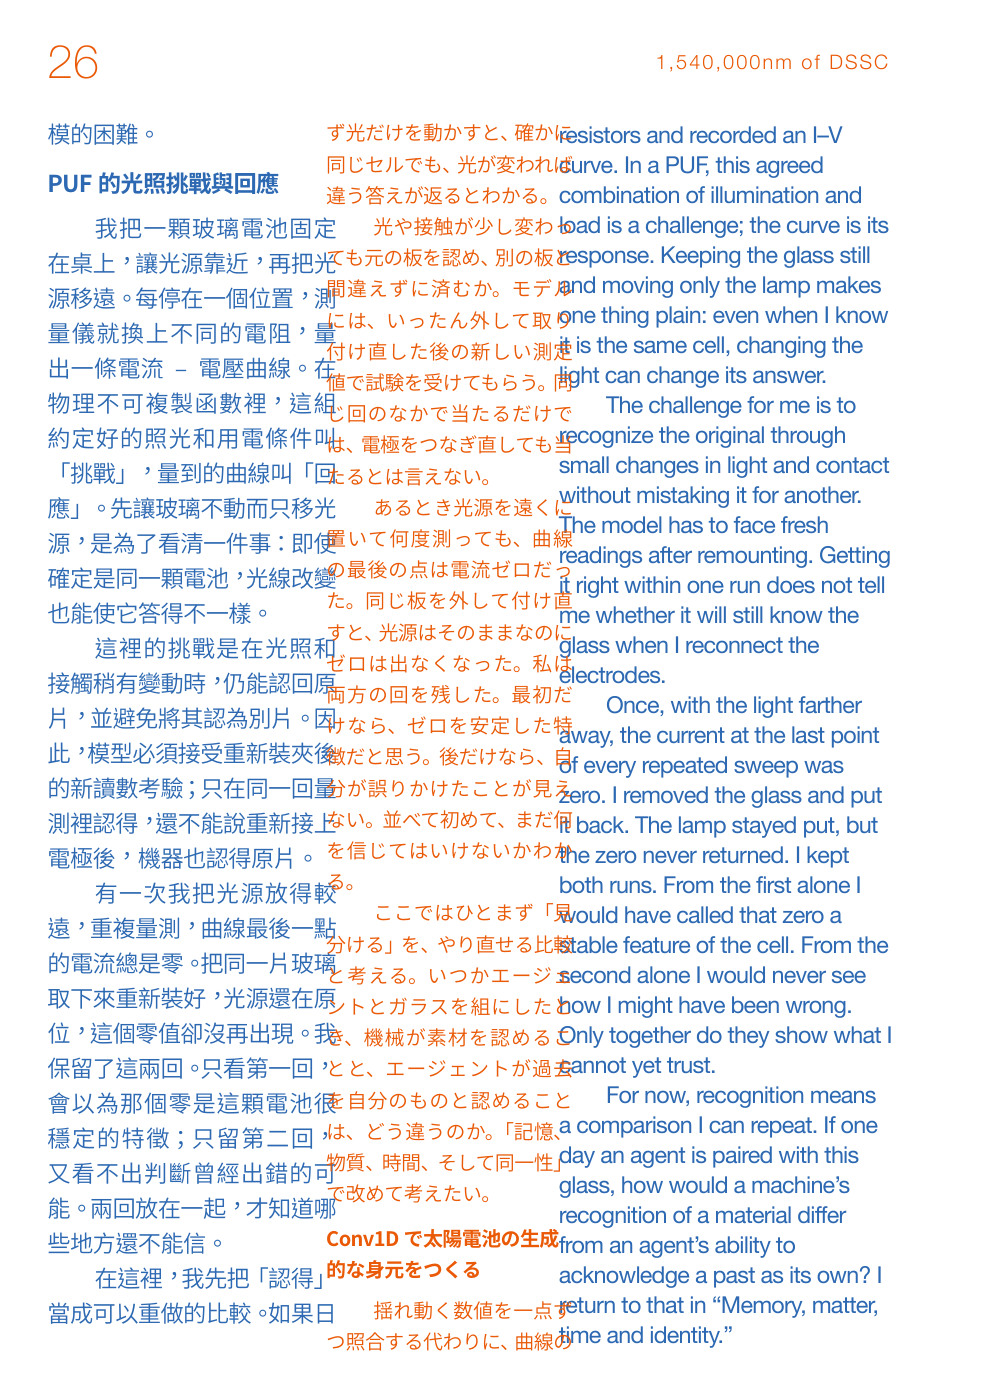 26
1,540,000nm of DSSC
模的困難。
PUF 的光照挑戰與回應
我把一顆玻璃電池固定
在桌上，讓光源靠近，再把光
源移遠。每停在一個位置，測
量儀就換上不同的電阻，量
出一條電流 – 電壓曲線。在
物理不可複製函數裡，這組
約定好的照光和用電條件叫
「挑戰」，量到的曲線叫「回
應」。先讓玻璃不動而只移光
源，是為了看清一件事：即使
確定是同一顆電池，光線改變
也能使它答得不一樣。
這裡的挑戰是在光照和
接觸稍有變動時，仍能認回原
片，並避免將其認為別片。因
此，模型必須接受重新裝夾後
的新讀數考驗；只在同一回量
測裡認得，還不能說重新接上
電極後，機器也認得原片。
有一次我把光源放得較
遠，重複量測，曲線最後一點
的電流總是零。把同一片玻璃
取下來重新裝好，光源還在原
位，這個零值卻沒再出現。我
保留了這兩回。只看第一回，
會以為那個零是這顆電池很
穩定的特徵；只留第二回，
又看不出判斷曾經出錯的可
能。兩回放在一起，才知道哪
些地方還不能信。
在這裡，我先把「認得」
當成可以重做的比較。如果日
ず光だけを動かすと、確かに
同じセルでも、光が変われば
違う答えが返るとわかる。
光や接触が少し変わっ
ても元の板を認め、別の板と
間違えずに済むか。モデル
には、いったん外して取り
付け直した後の新しい測定
値で試験を受けてもらう。同
じ回のなかで当たるだけで
は、電極をつなぎ直しても当
たるとは言えない。
あるとき光源を遠くに
置いて何度測っても、曲線
の最後の点は電流ゼロだっ
た。同じ板を外して付け直
すと、光源はそのままなのに
ゼロは出なくなった。私は
両方の回を残した。最初だ
けなら、ゼロを安定した特
徴だと思う。後だけなら、自
分が誤りかけたことが見え
ない。並べて初めて、まだ何
を信じてはいけないかわか
る。
ここではひとまず「見
分ける」を、やり直せる比較
と考える。いつかエージェ
ントとガラスを組にしたと
き、機械が素材を認めるこ
とと、エージェントが過去
を自分のものと認めること
は、どう違うのか。「記憶、
物質、時間、そして同一性」
で改めて考えたい。
Conv1D で太陽電池の生成
的な身元をつくる
揺れ動く数値を一点ず
つ照合する代わりに、曲線の
resistors and recorded an I–V
curve. In a PUF, this agreed
combination of illumination and
load is a challenge; the curve is its
response. Keeping the glass still
and moving only the lamp makes
one thing plain: even when I know
it is the same cell, changing the
light can change its answer.
The challenge for me is to
recognize the original through
small changes in light and contact
without mistaking it for another.
The model has to face fresh
readings after remounting. Getting
it right within one run does not tell
me whether it will still know the
glass when I reconnect the
electrodes.
Once, with the light farther
away, the current at the last point
of every repeated sweep was
zero. I removed the glass and put
it back. The lamp stayed put, but
the zero never returned. I kept
both runs. From the first alone I
would have called that zero a
stable feature of the cell. From the
second alone I would never see
how I might have been wrong.
Only together do they show what I
cannot yet trust.
For now, recognition means
a comparison I can repeat. If one
day an agent is paired with this
glass, how would a machine’s
recognition of a material differ
from an agent’s ability to
acknowledge a past as its own? I
return to that in “Memory, matter,
time and identity.”